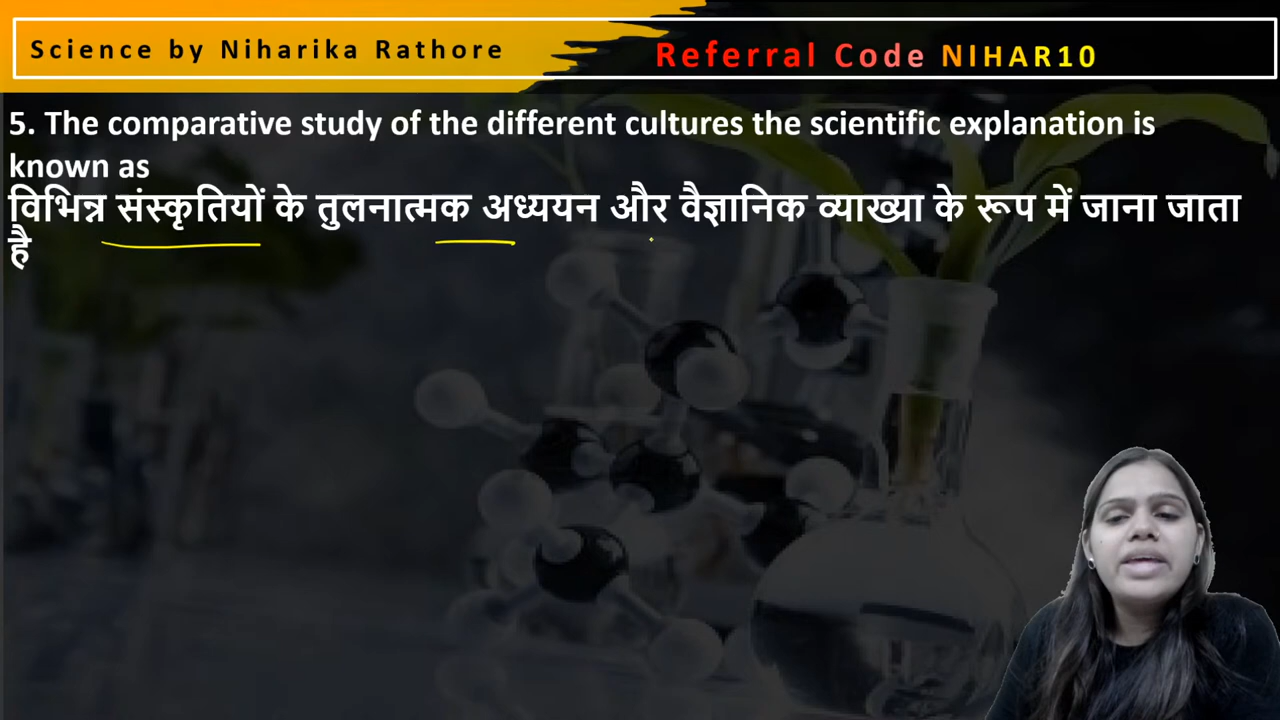 Science by Niharika Rathore
Referral Code NIHAR10
5. The comparative study of the different cultures the scientific explanation is
known as
विभिन्न संस्कृतियों के तुलनात्मक अध्ययन और वैज्ञानिक व्याख्या के रूप में जाना जाता
है